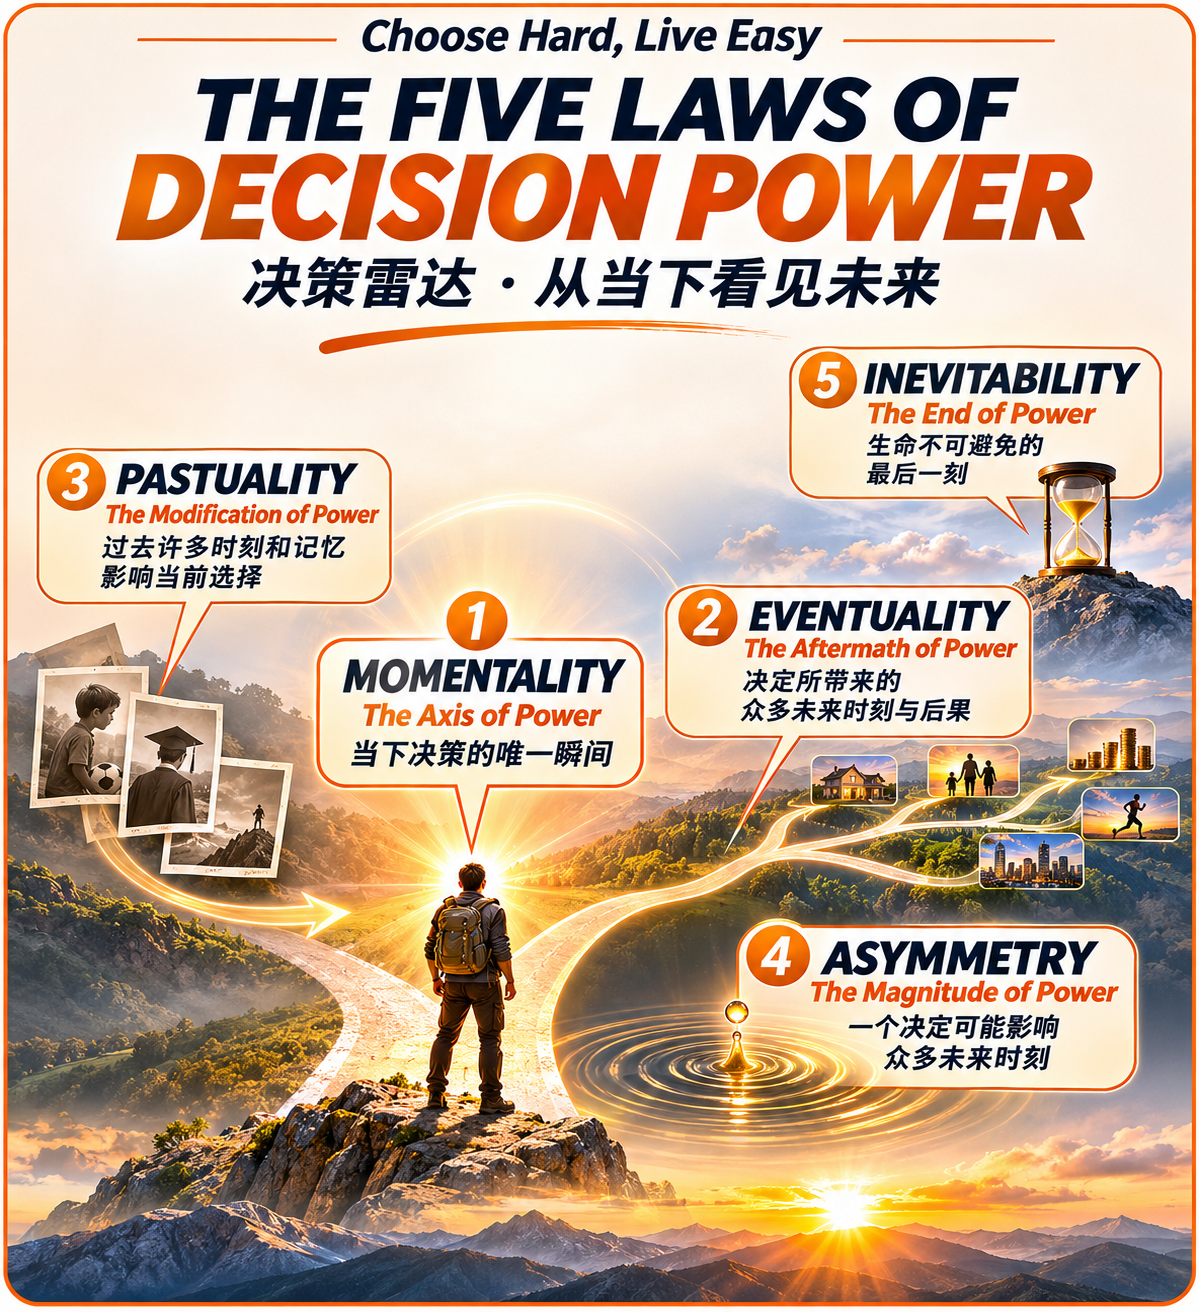 Choose Hard, Live Easy
THE FIVE LAWS OF
DECISION POWER
决策雷达 · 从当下看见未来
5 INEVITABILITY
The End of Power
生命不可避免的
最后一刻
3 PASTUALITY
The Modification of Power
过去许多时刻和记忆
影响当前选择
1
MOMENTALITY
The Axis of Power
当下决策的唯一瞬间
2 EVENTUALITY
The Aftermath of Power
决定所带来的
众多未来时刻与后果
4 ASYMMETRY
The Magnitude of Power
一个决定可能影响
众多未来时刻